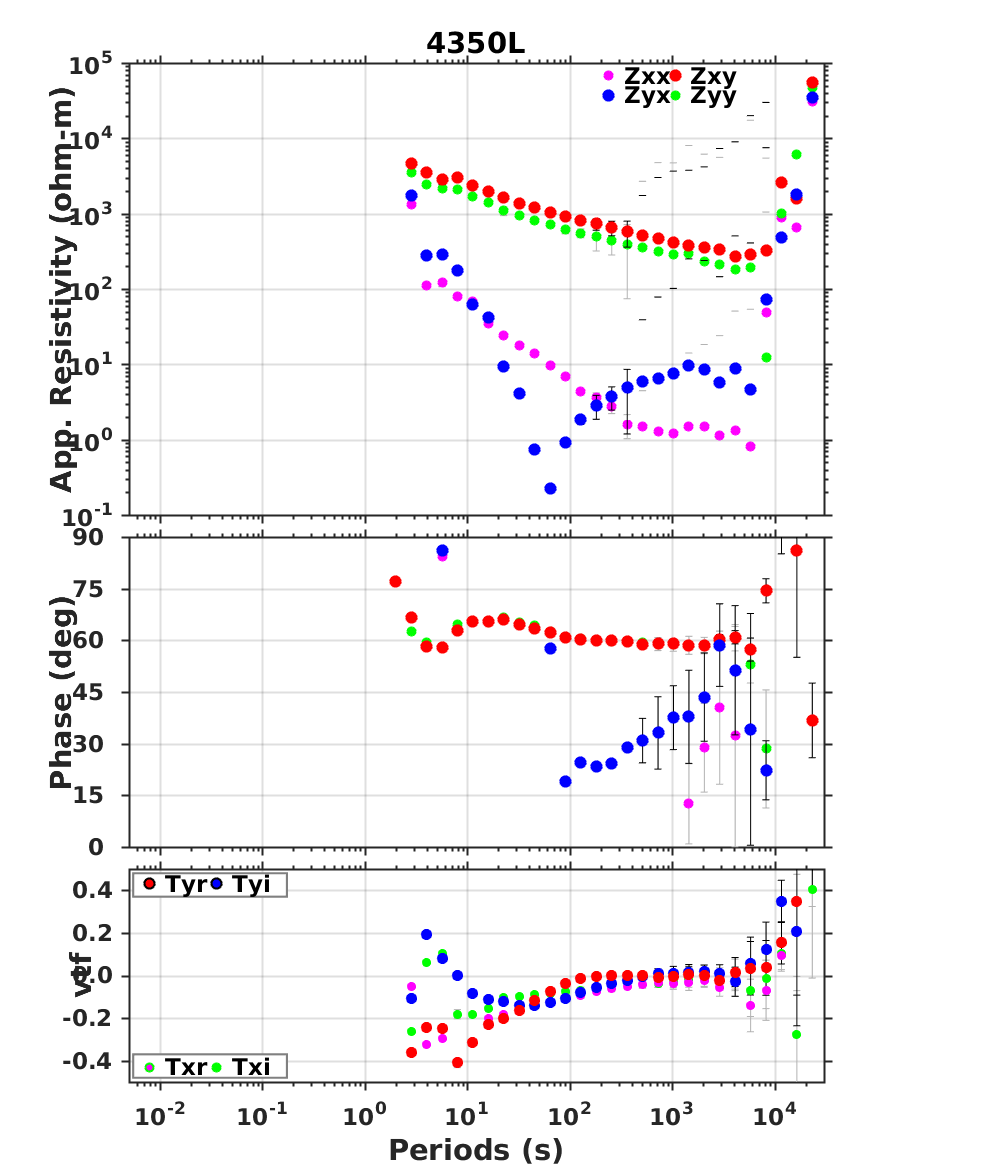 4350L
Zxx Zxy
Zyx Zyy
App. Resistivity (ohm-m)
10^5
10^4
10^3
10^2
10^1
10^0
10^-1
Phase (deg)
90
75
60
45
30
15
0
Tyr Tyi
vtf
0.4
0.2
0.0
-0.2
-0.4
Txr Txi
10^-2 10^-1 10^0 10^1 10^2 10^3 10^4
Periods (s)